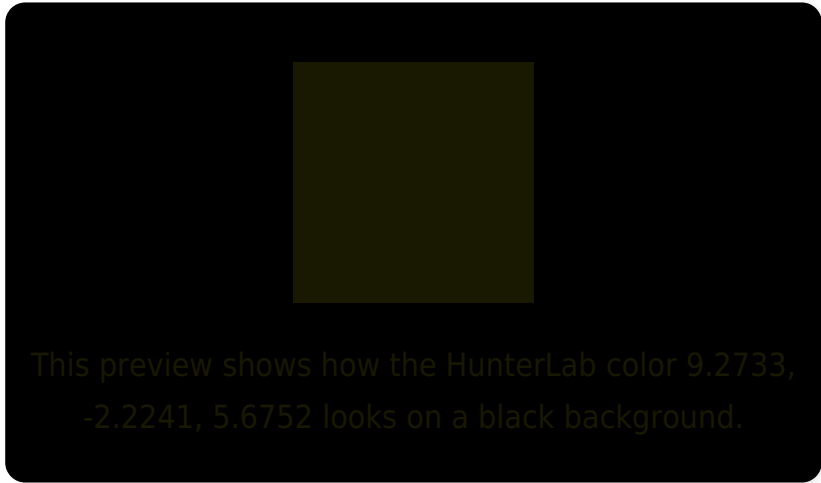 This preview shows how the HunterLab color 9.2733,
-2.2241, 5.6752 looks on a black background.